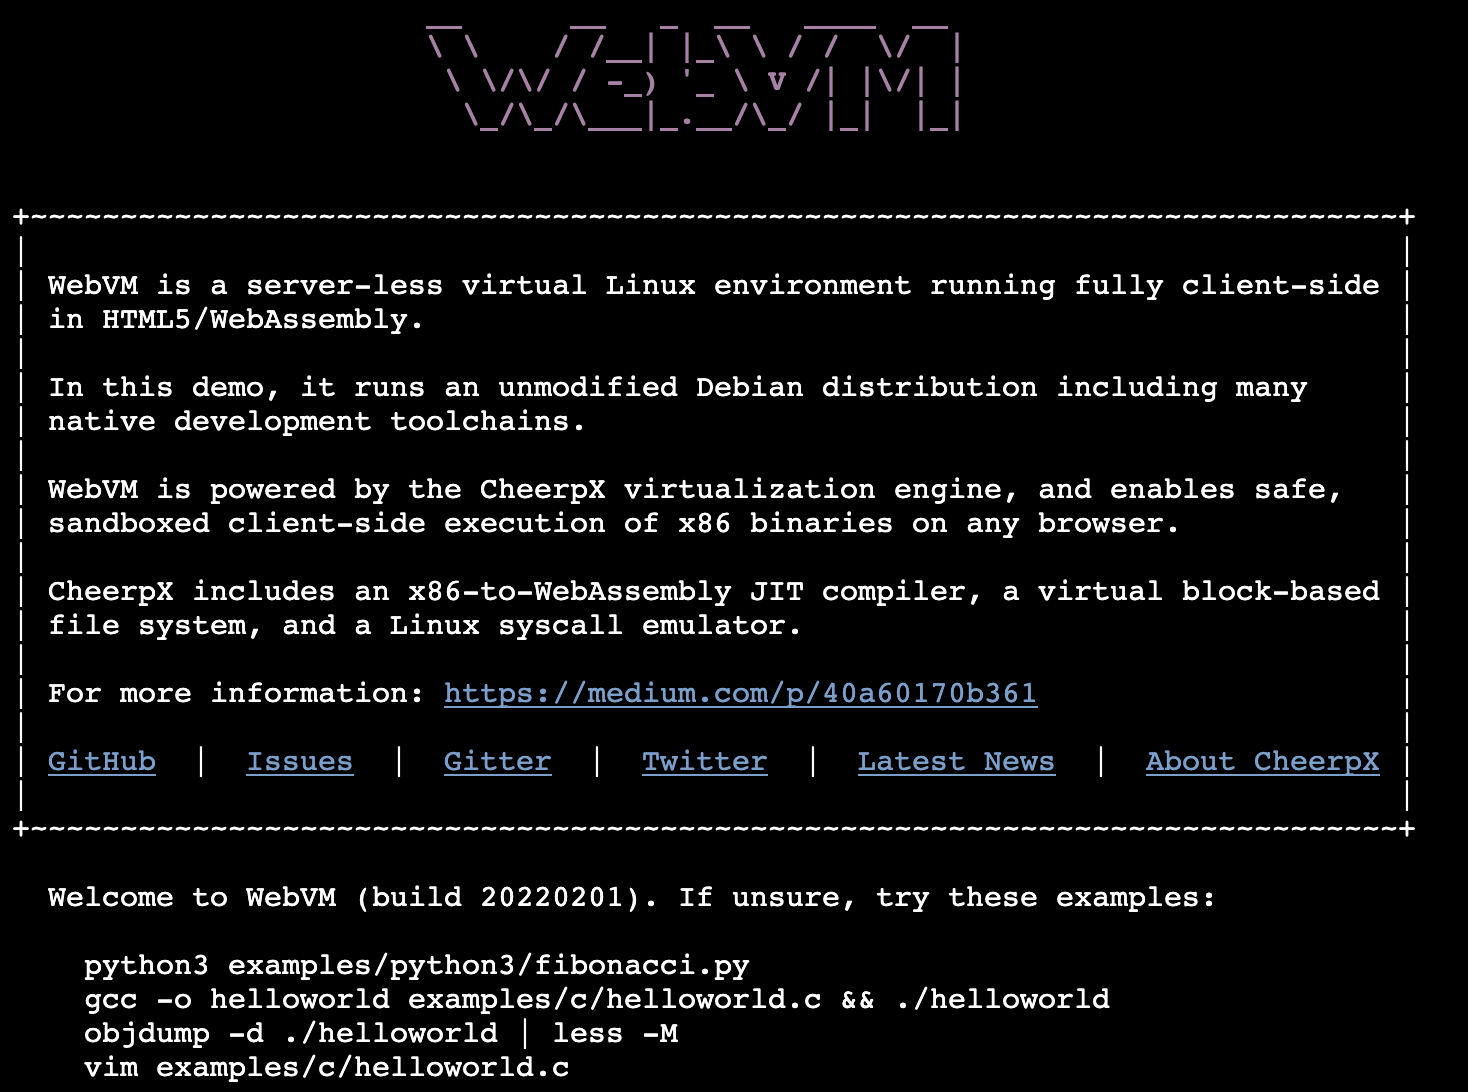 WebVM
WebVM is a server-less virtual Linux environment running fully client-side
in HTML5/WebAssembly.
In this demo, it runs an unmodified Debian distribution including many
native development toolchains.
WebVM is powered by the CheerpX virtualization engine, and enables safe,
sandboxed client-side execution of x86 binaries on any browser.
CheerpX includes an x86-to-WebAssembly JIT compiler, a virtual block-based
file system, and a Linux syscall emulator.
For more information: https://medium.com/p/40a60170b361
GitHub | Issues | Gitter | Twitter | Latest News | About CheerpX
Welcome to WebVM (build 20220201). If unsure, try these examples:
python3 examples/python3/fibonacci.py
gcc -o helloworld examples/c/helloworld.c && ./helloworld
objdump -d ./helloworld | less -M
vim examples/c/helloworld.c